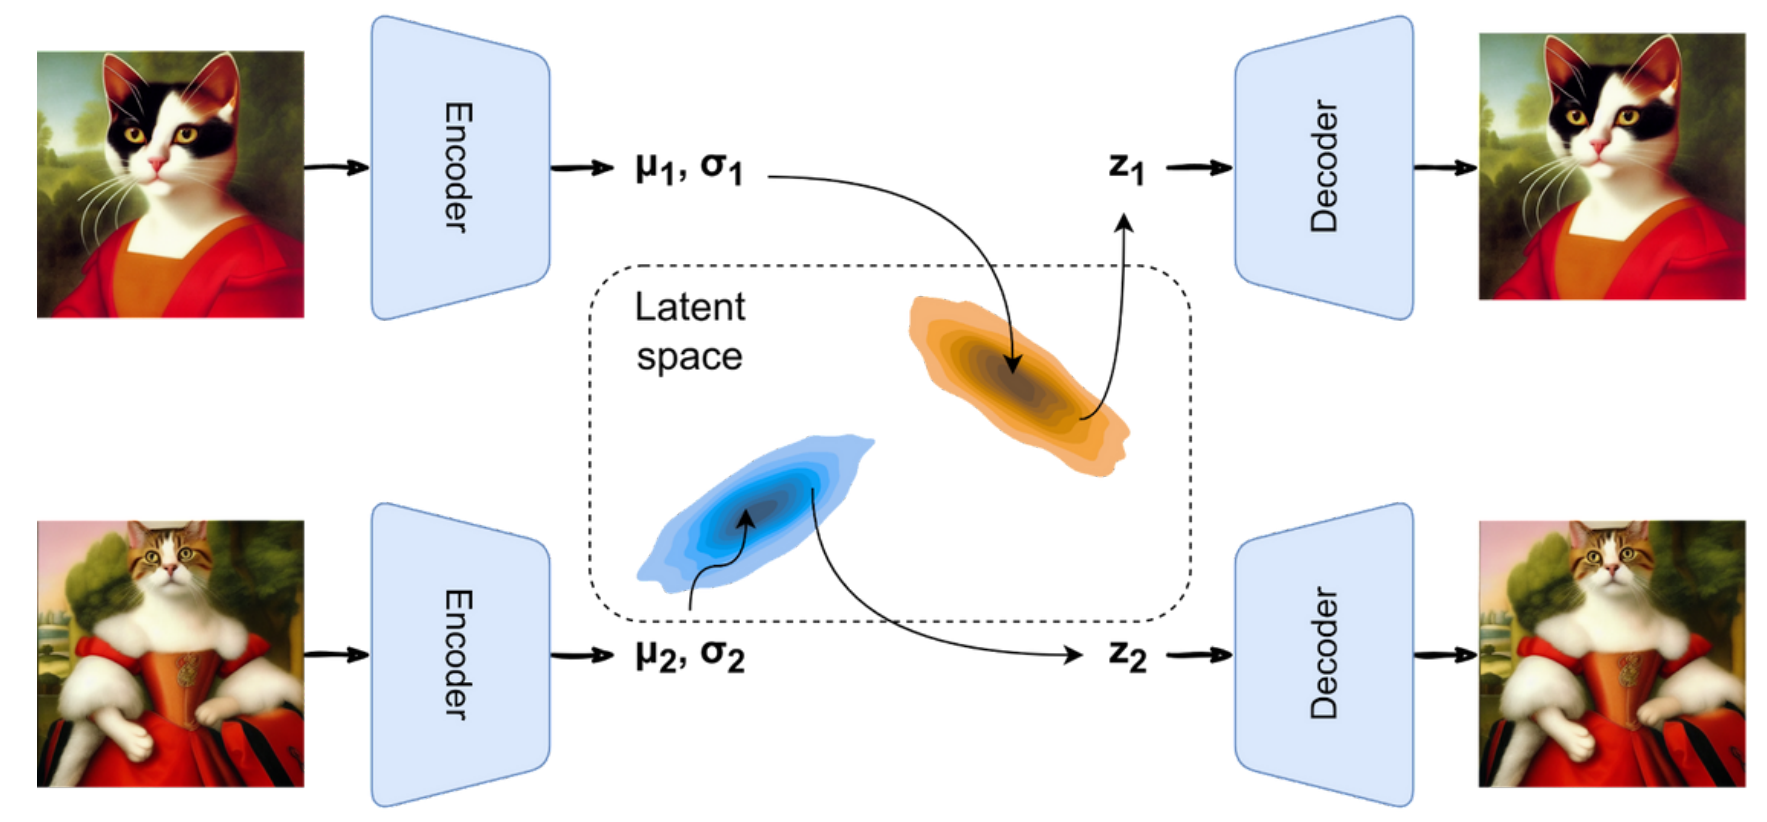 Encoder
μ₁, σ₁
z₁
Decoder
Latent
space
Encoder
μ₂, σ₂
z₂
Decoder